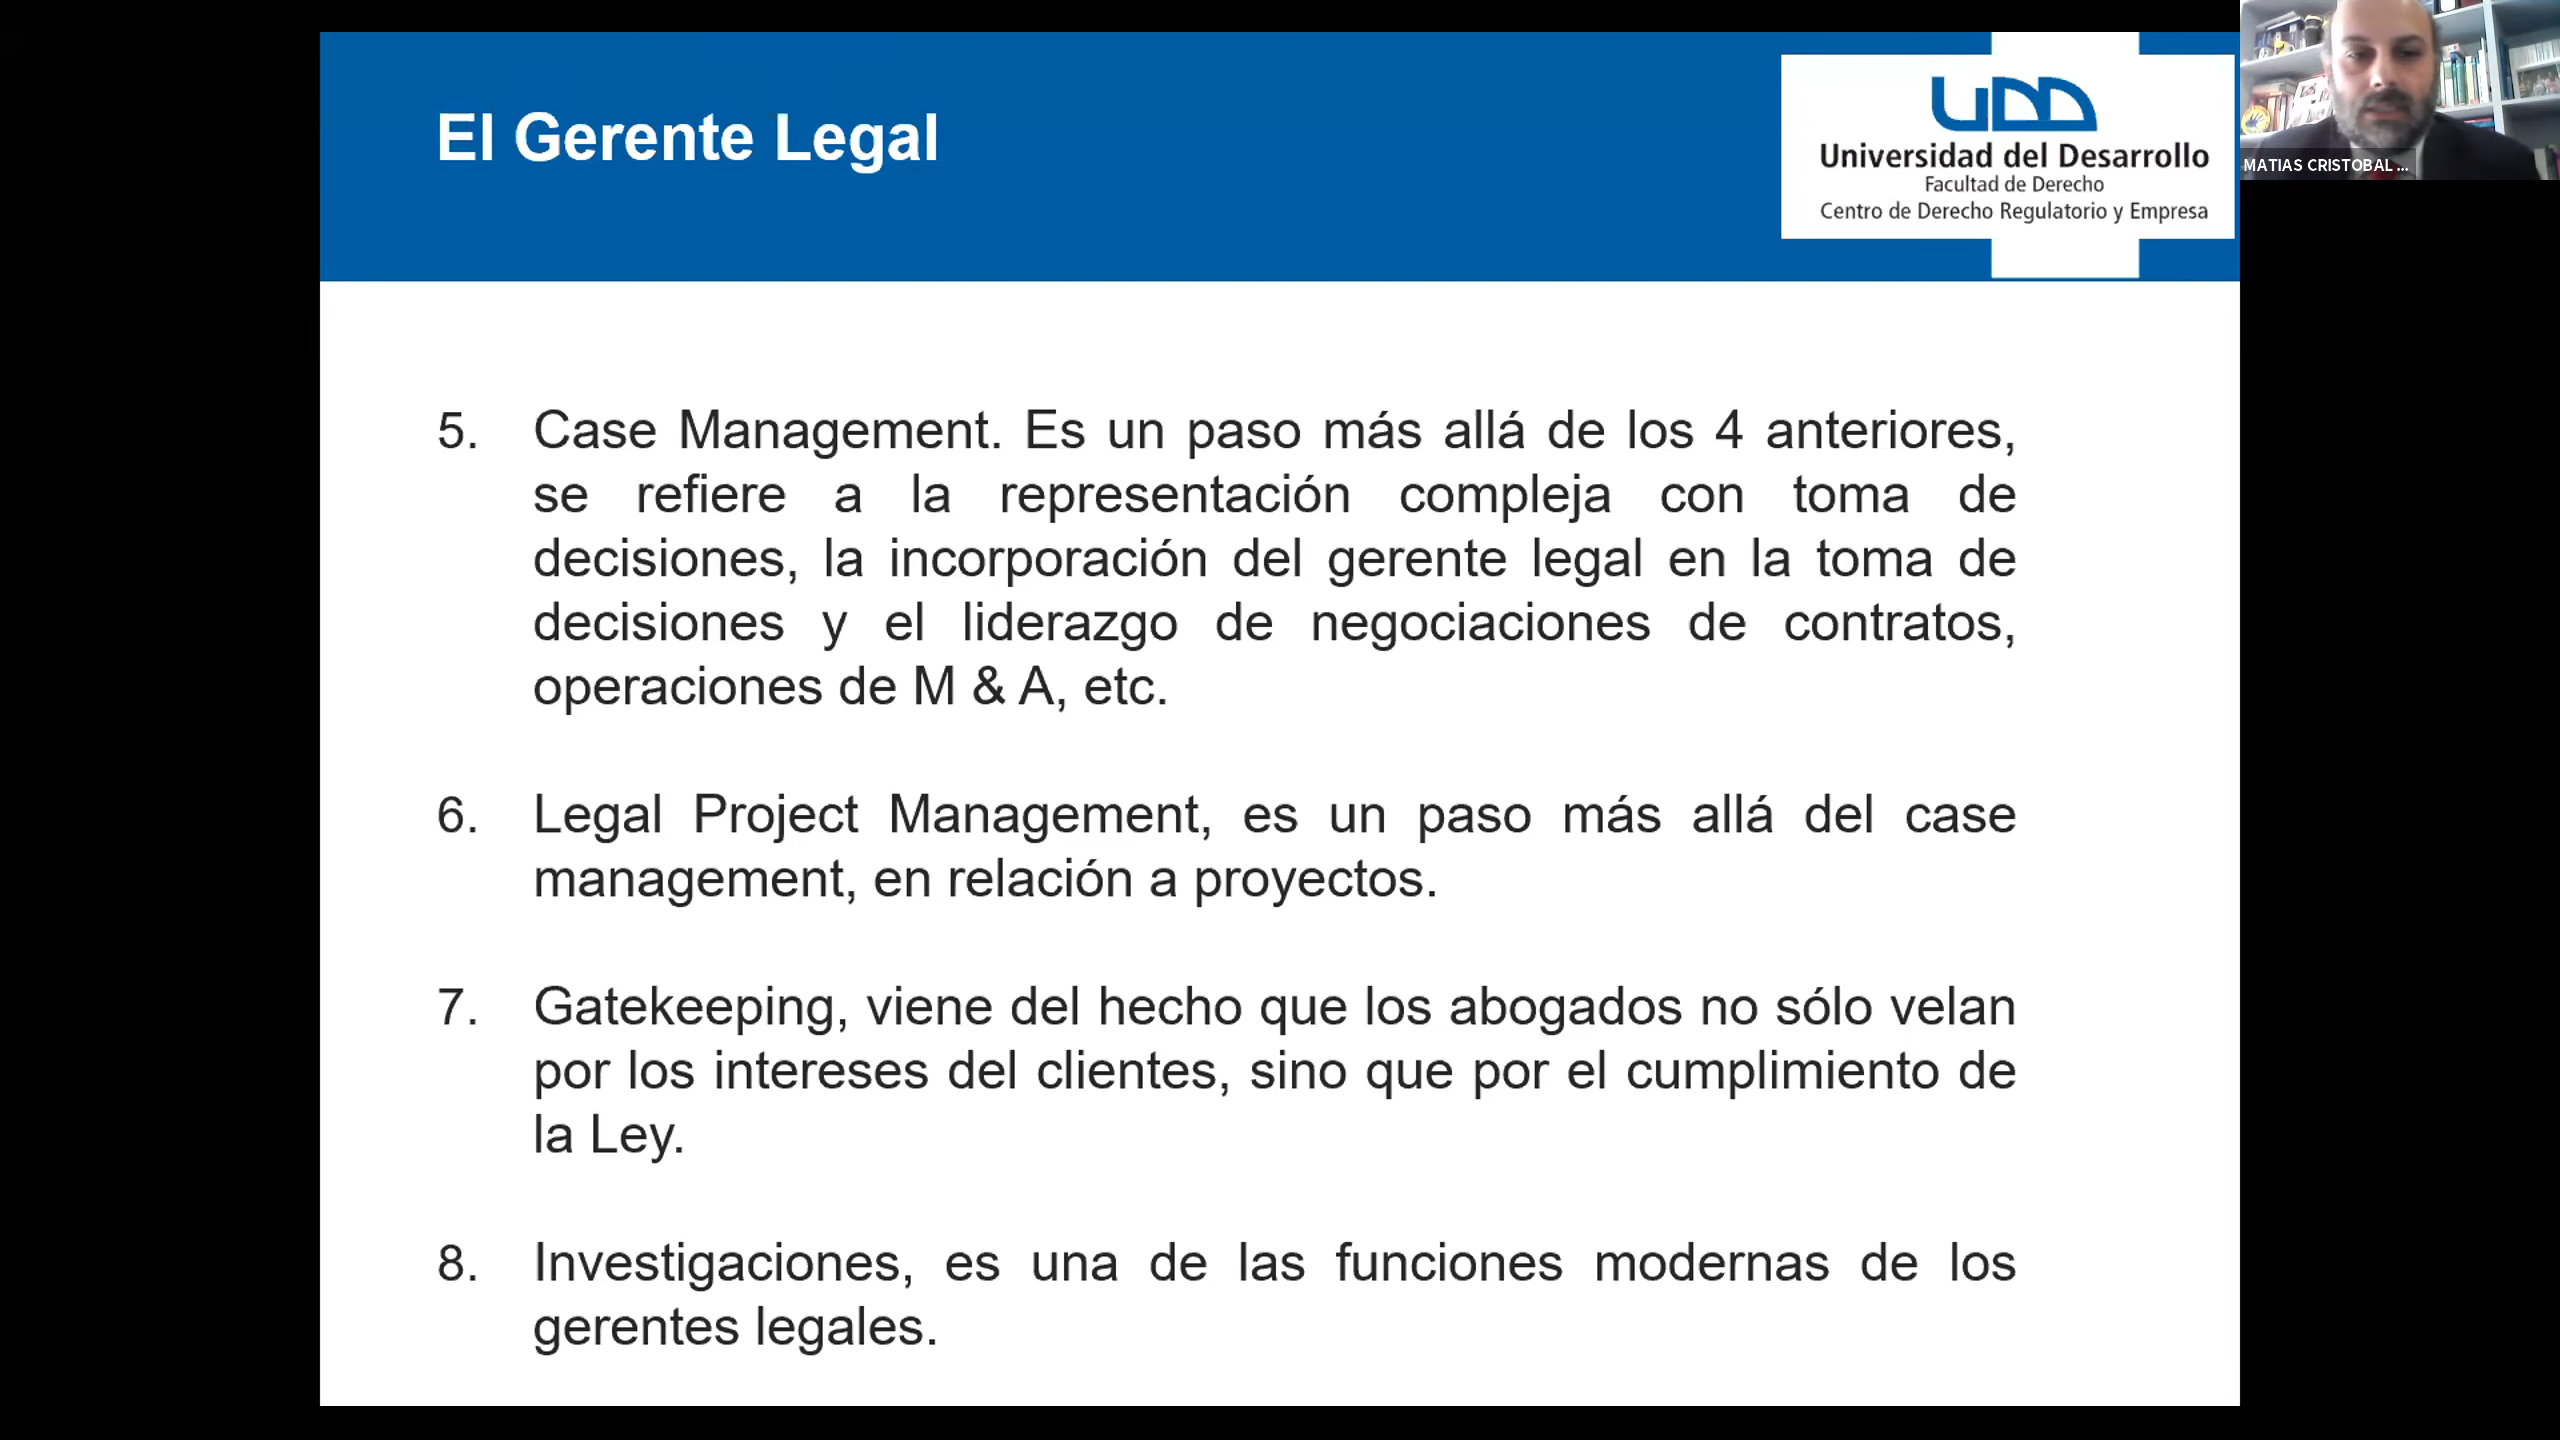 El Gerente Legal
UDD
Universidad del Desarrollo
Facultad de Derecho
Centro de Derecho Regulatorio y Empresa
MATIAS CRISTOBAL ...
5. Case Management. Es un paso más allá de los 4 anteriores,
se refiere a la representación compleja con toma de
decisiones, la incorporación del gerente legal en la toma de
decisiones y el liderazgo de negociaciones de contratos,
operaciones de M & A, etc.
6. Legal Project Management, es un paso más allá del case
management, en relación a proyectos.
7. Gatekeeping, viene del hecho que los abogados no sólo velan
por los intereses del clientes, sino que por el cumplimiento de
la Ley.
8. Investigaciones, es una de las funciones modernas de los
gerentes legales.